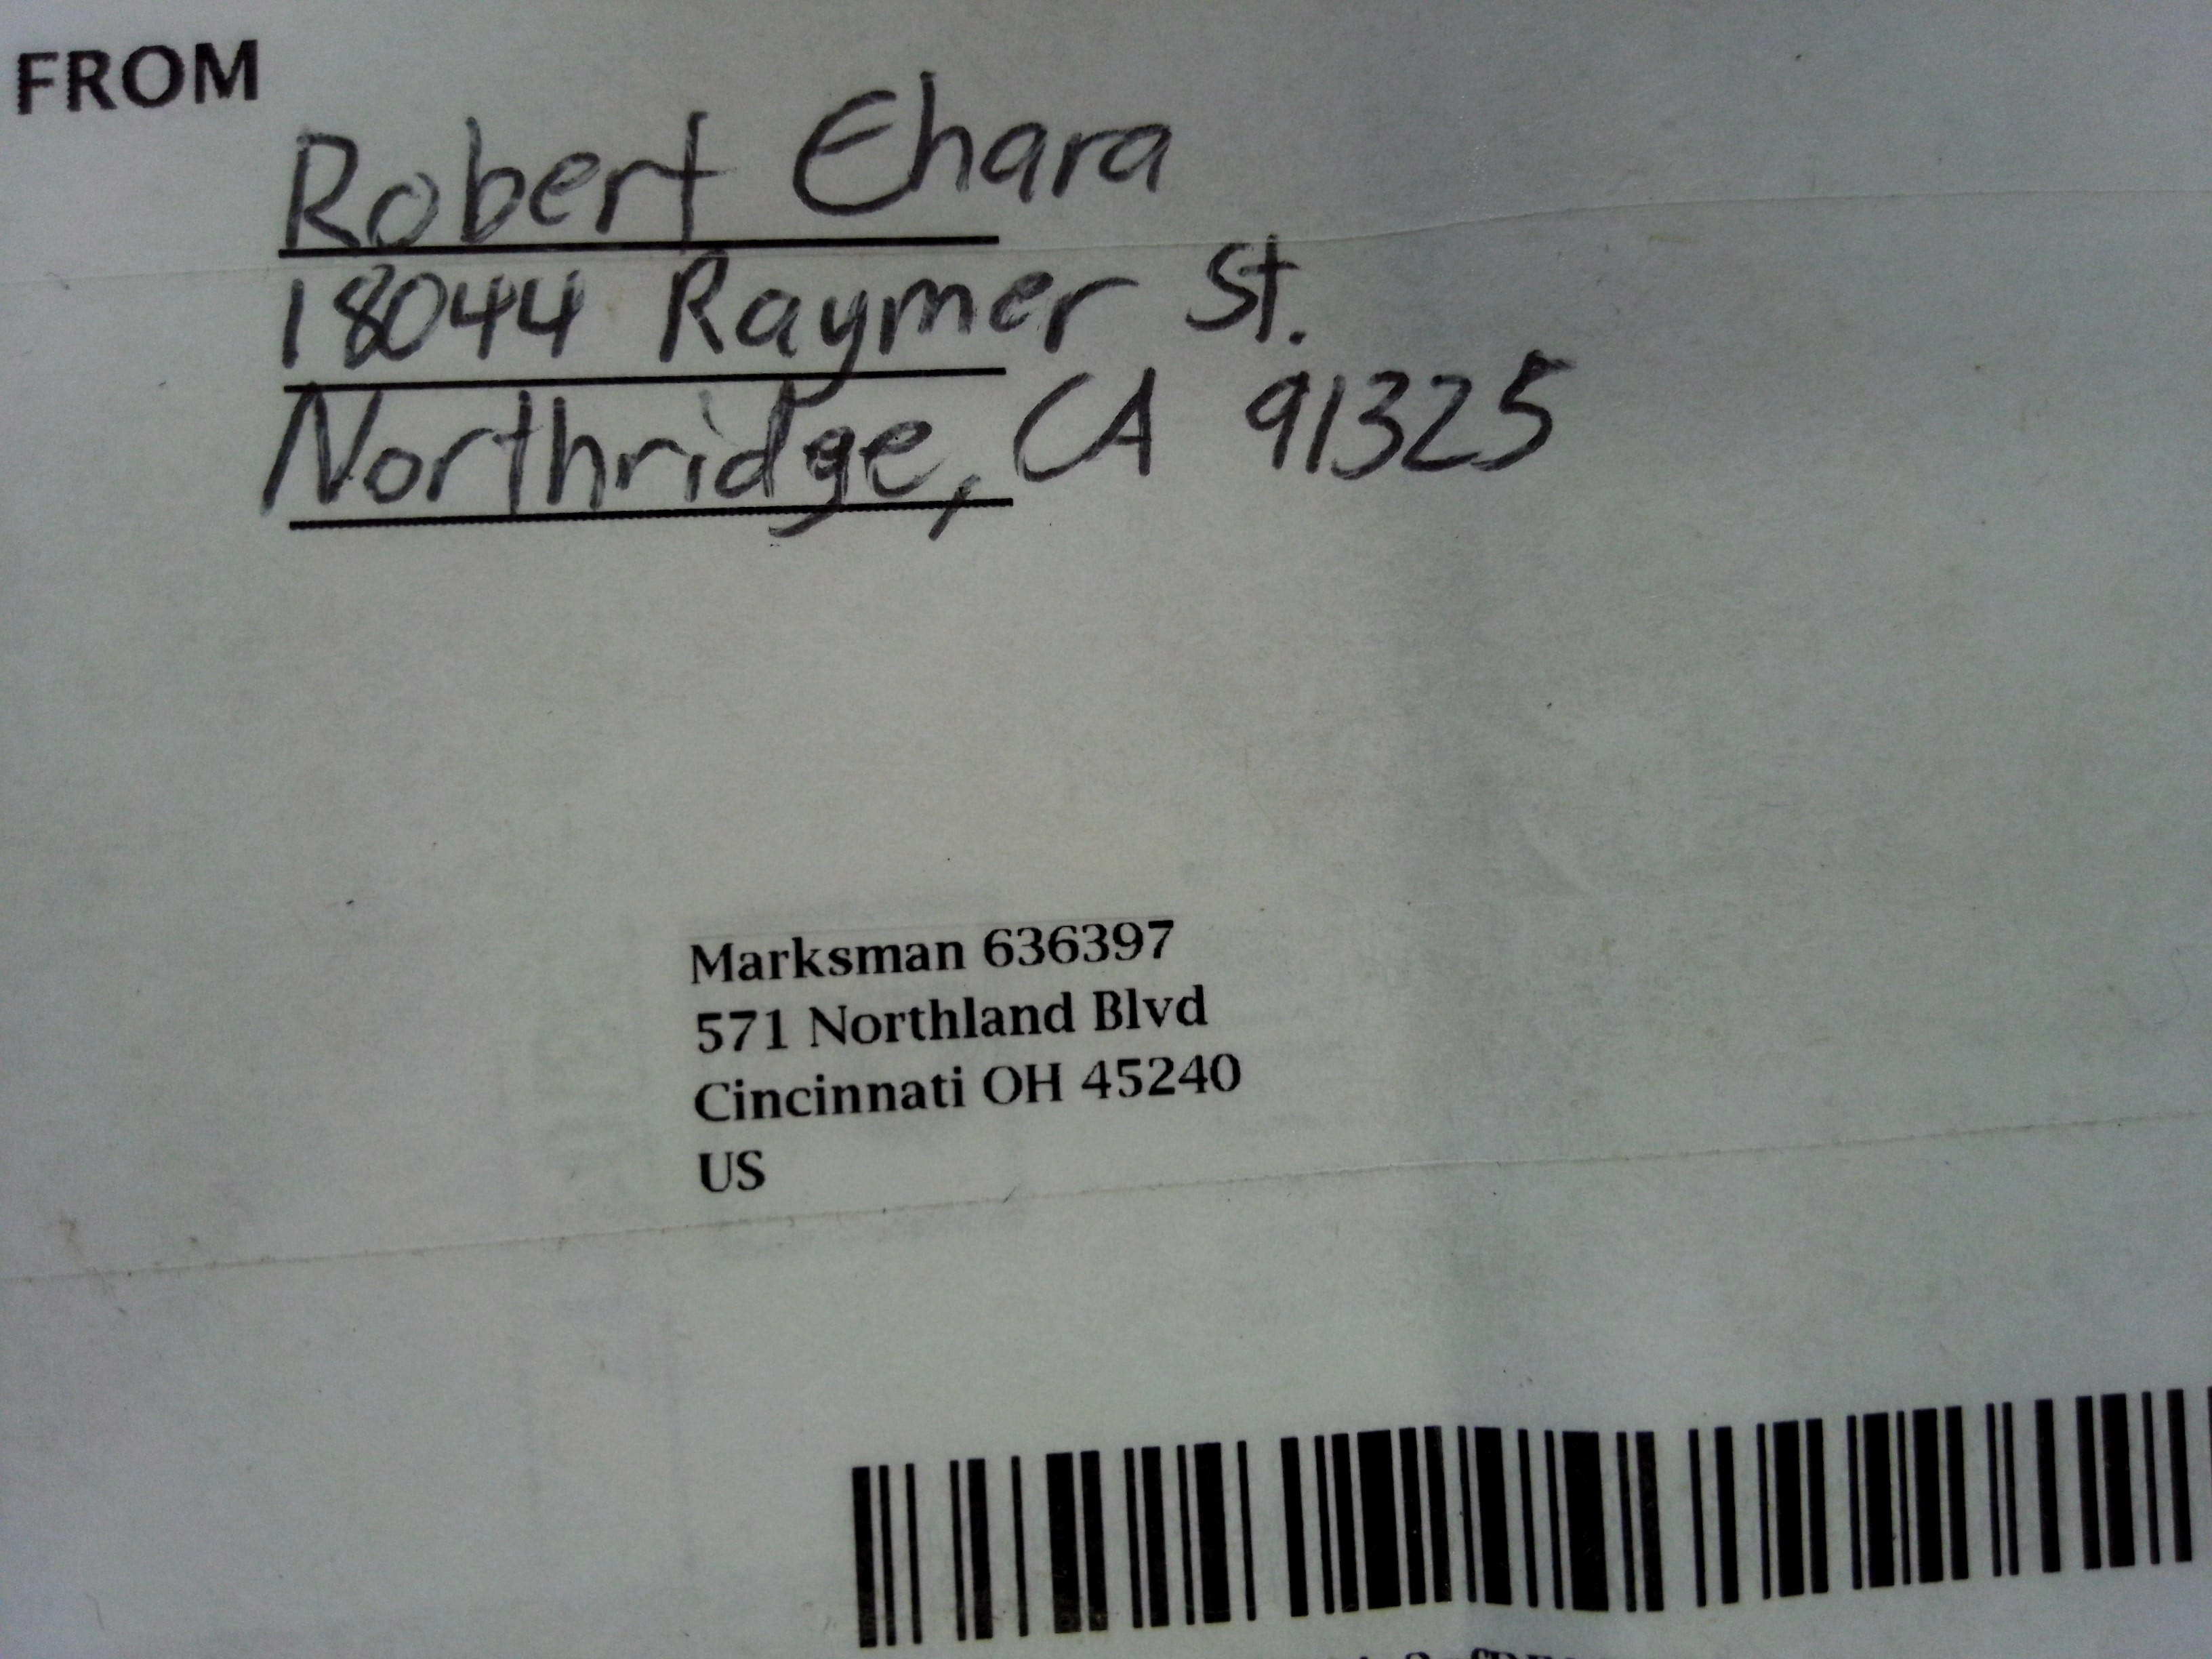 FROM
Robert Ehara
18044 Raymer St.
Northridge, CA 91325
Marksman 636397
571 Northland Blvd
Cincinnati OH 45240
US